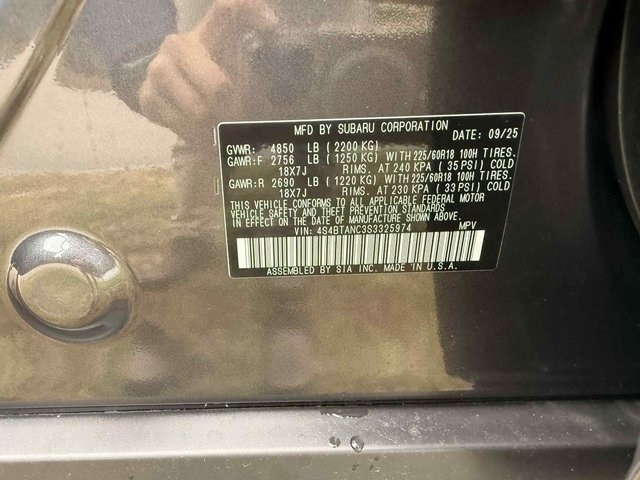 MFD BY SUBARU CORPORATION
DATE: 09/25
GVWR: 4850 LB (2200 KG)
GAWR:F 2756 LB (1250 KG) WITH 225/60R18 100H TIRES.
18X7J RIMS. AT 240 KPA (35 PSI) COLD
GAWR:R 2690 LB (1220 KG) WITH 225/60R18 100H TIRES.
18X7J RIMS. AT 230 KPA (33 PSI) COLD
THIS VEHICLE CONFORMS TO ALL APPLICABLE FEDERAL MOTOR
VEHICLE SAFETY AND THEFT PREVENTION STANDARDS
IN EFFECT ON THE DATE OF MANUFACTURE SHOWN ABOVE.
VIN: 4S4BTANC3S3325974 MPV
ASSEMBLED BY SIA INC. MADE IN U.S.A.